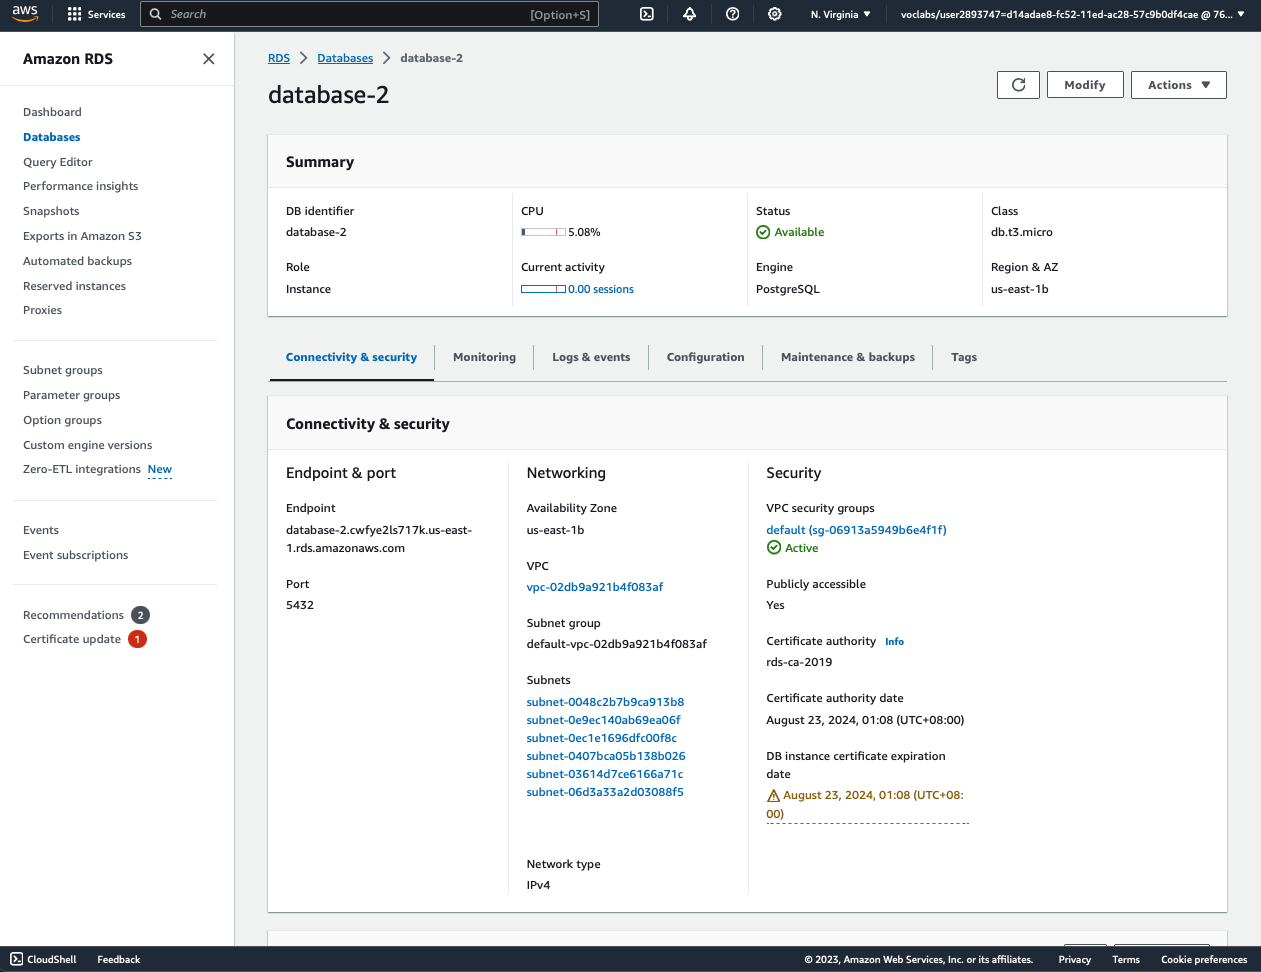 aws
Services
Search
[Option+S]
N. Virginia
voclabs/user2893747=d14adae8-fc52-11ed-ac28-57c9b0df4cae @ 76...
Amazon RDS
Dashboard
Databases
Query Editor
Performance insights
Snapshots
Exports in Amazon S3
Automated backups
Reserved instances
Proxies
Subnet groups
Parameter groups
Option groups
Custom engine versions
Zero-ETL integrations New
Events
Event subscriptions
Recommendations 2
Certificate update 1
RDS > Databases > database-2
database-2
Modify
Actions
Summary
DB identifier
database-2
CPU
5.08%
Status
Available
Class
db.t3.micro
Role
Instance
Current activity
0.00 sessions
Engine
PostgreSQL
Region & AZ
us-east-1b
Connectivity & security
Monitoring
Logs & events
Configuration
Maintenance & backups
Tags
Connectivity & security
Endpoint & port
Endpoint
database-2.cwfye2ls717k.us-east-
1.rds.amazonaws.com
Port
5432
Networking
Availability Zone
us-east-1b
VPC
vpc-02db9a921b4f083af
Subnet group
default-vpc-02db9a921b4f083af
Subnets
subnet-0048c2b7b9ca913b8
subnet-0e9ec140ab69ea06f
subnet-0ec1e1696dfc00f8c
subnet-0407bca05b138b026
subnet-03614d7ce6166a71c
subnet-06d3a33a2d03088f5
Network type
IPv4
Security
VPC security groups
default (sg-06913a5949b6e4f1f)
Active
Publicly accessible
Yes
Certificate authority Info
rds-ca-2019
Certificate authority date
August 23, 2024, 01:08 (UTC+08:00)
DB instance certificate expiration
date
August 23, 2024, 01:08 (UTC+08:
00)
CloudShell
Feedback
© 2023, Amazon Web Services, Inc. or its affiliates.
Privacy
Terms
Cookie preferences